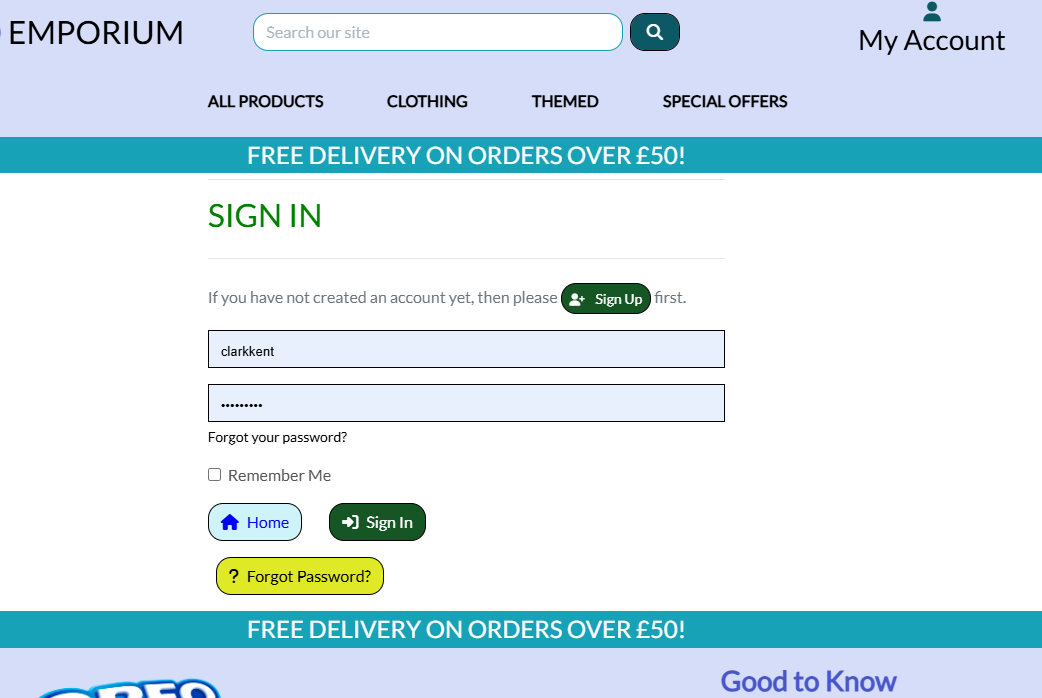 EMPORIUM
Search our site
My Account
ALL PRODUCTS CLOTHING THEMED SPECIAL OFFERS
FREE DELIVERY ON ORDERS OVER £50!
SIGN IN
If you have not created an account yet, then please Sign Up first.
clarkkent
•••••••••
Forgot your password?
Remember Me
Home Sign In
? Forgot Password?
FREE DELIVERY ON ORDERS OVER £50!
OREO
Good to Know